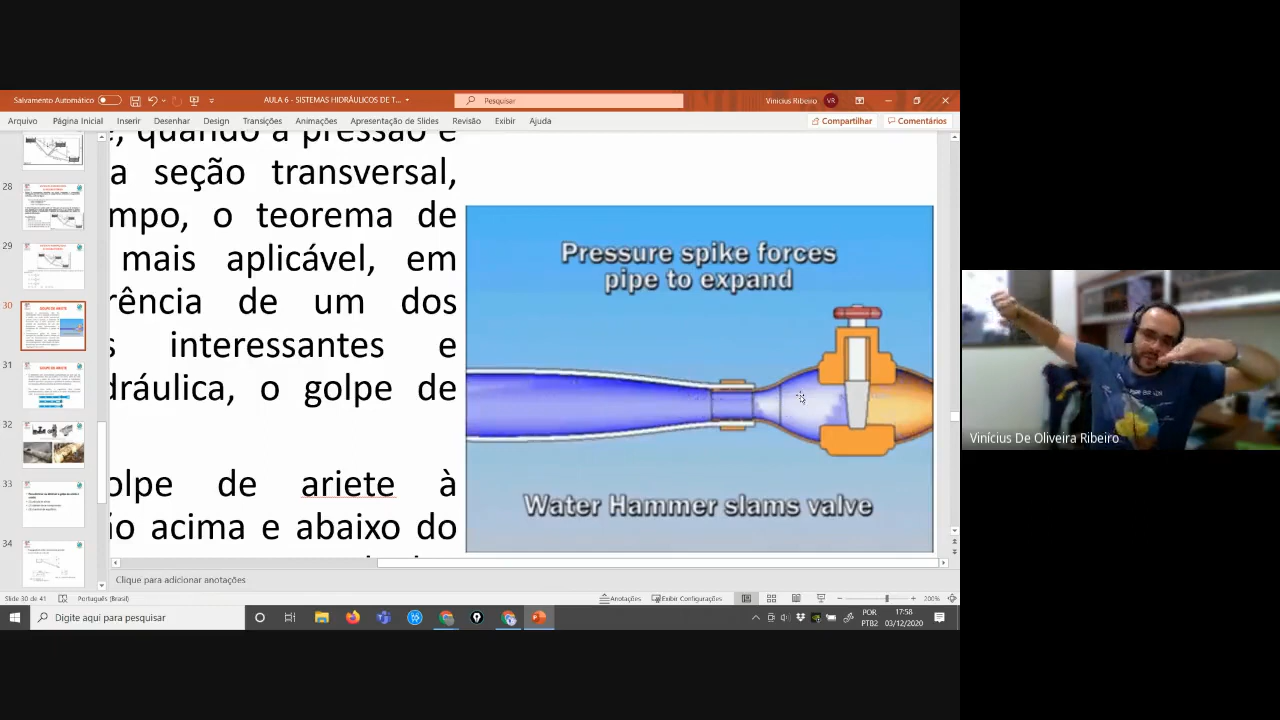 Salvamento Automático
AULA 6 - SISTEMAS HIDRÁULICOS DE T...
Pesquisar
Vinicius Ribeiro
VR
Arquivo
Página Inicial
Inserir
Desenhar
Design
Transições
Animações
Apresentação de Slides
Revisão
Exibir
Ajuda
Compartilhar
Comentários
quando a pressão e
a seção transversal,
mpo, o teorema de
mais aplicável, em
rência de um dos
s interessantes e
dráulica, o golpe de
olpe de ariete à
io acima e abaixo do
Pressure spike forces
pipe to expand
Water Hammer slams valve
28
29
30
31
32
33
34
Clique para adicionar anotações
Slide 30 de 41
Português (Brasil)
Anotações
Exibir Configurações
200%
Digite aqui para pesquisar
POR
PTB2
17:58
03/12/2020
Vinícius De Oliveira Ribeiro